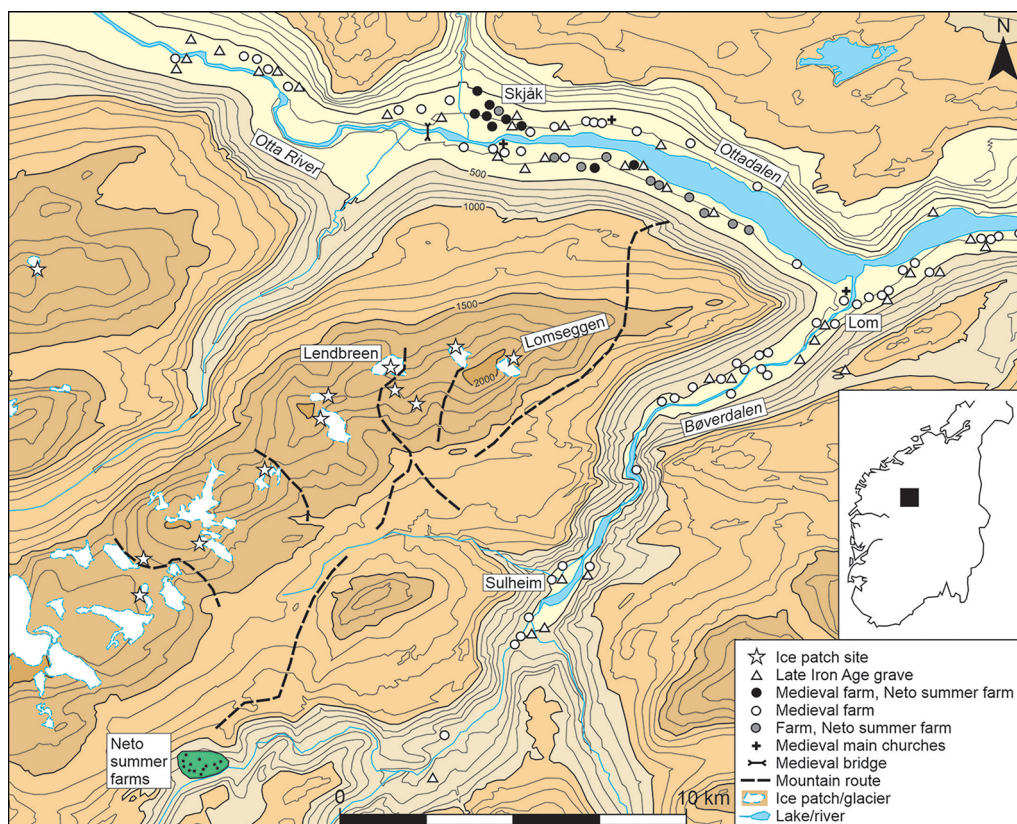 N
Skjåk
Otta River
Ottadalen
500
1000
1500
Lomseggen
Lendbreen
2000
Lom
Bøverdalen
Sulheim
Neto
summer
farms
0
10 km
Ice patch site
Late Iron Age grave
Medieval farm, Neto summer farm
Medieval farm
Farm, Neto summer farm
Medieval main churches
Medieval bridge
Mountain route
Ice patch/glacier
Lake/river